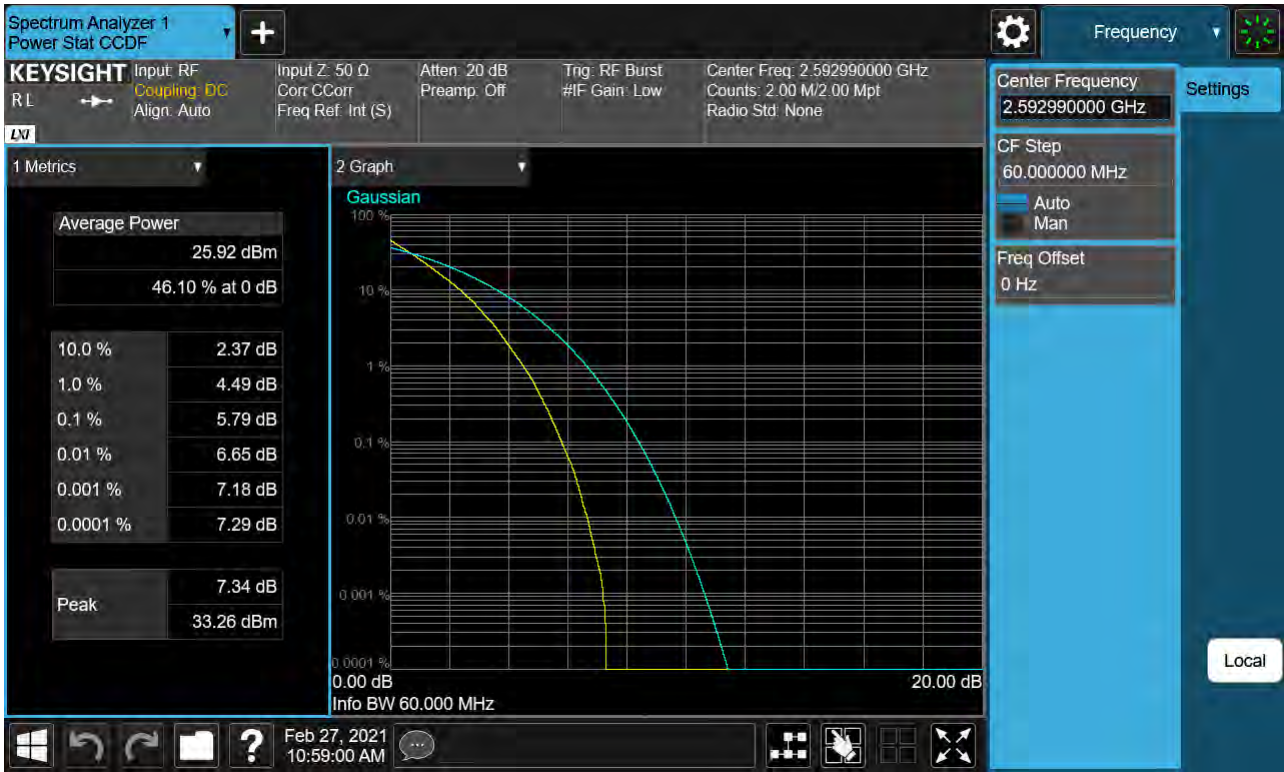 Spectrum Analyzer 1
Power Stat CCDF
Frequency
KEYSIGHT
R L
LXI
Input: RF
Coupling: DC
Align: Auto
Input Z: 50 Ω
Corr CCorr
Freq Ref: Int (S)
Atten: 20 dB
Preamp: Off
Trig: RF Burst
#IF Gain: Low
Center Freq: 2.592990000 GHz
Counts: 2.00 M/2.00 Mpt
Radio Std: None
Center Frequency
2.592990000 GHz
Settings
CF Step
60.000000 MHz
Auto
Man
Freq Offset
0 Hz
1 Metrics
Average Power
25.92 dBm
46.10 % at 0 dB
10.0 % 2.37 dB
1.0 % 4.49 dB
0.1 % 5.79 dB
0.01 % 6.65 dB
0.001 % 7.18 dB
0.0001 % 7.29 dB
Peak
7.34 dB
33.26 dBm
2 Graph
Gaussian
100 %
10 %
1 %
0.1 %
0.01 %
0.001 %
0.0001 %
0.00 dB 20.00 dB
Info BW 60.000 MHz
Local
?
Feb 27, 2021
10:59:00 AM